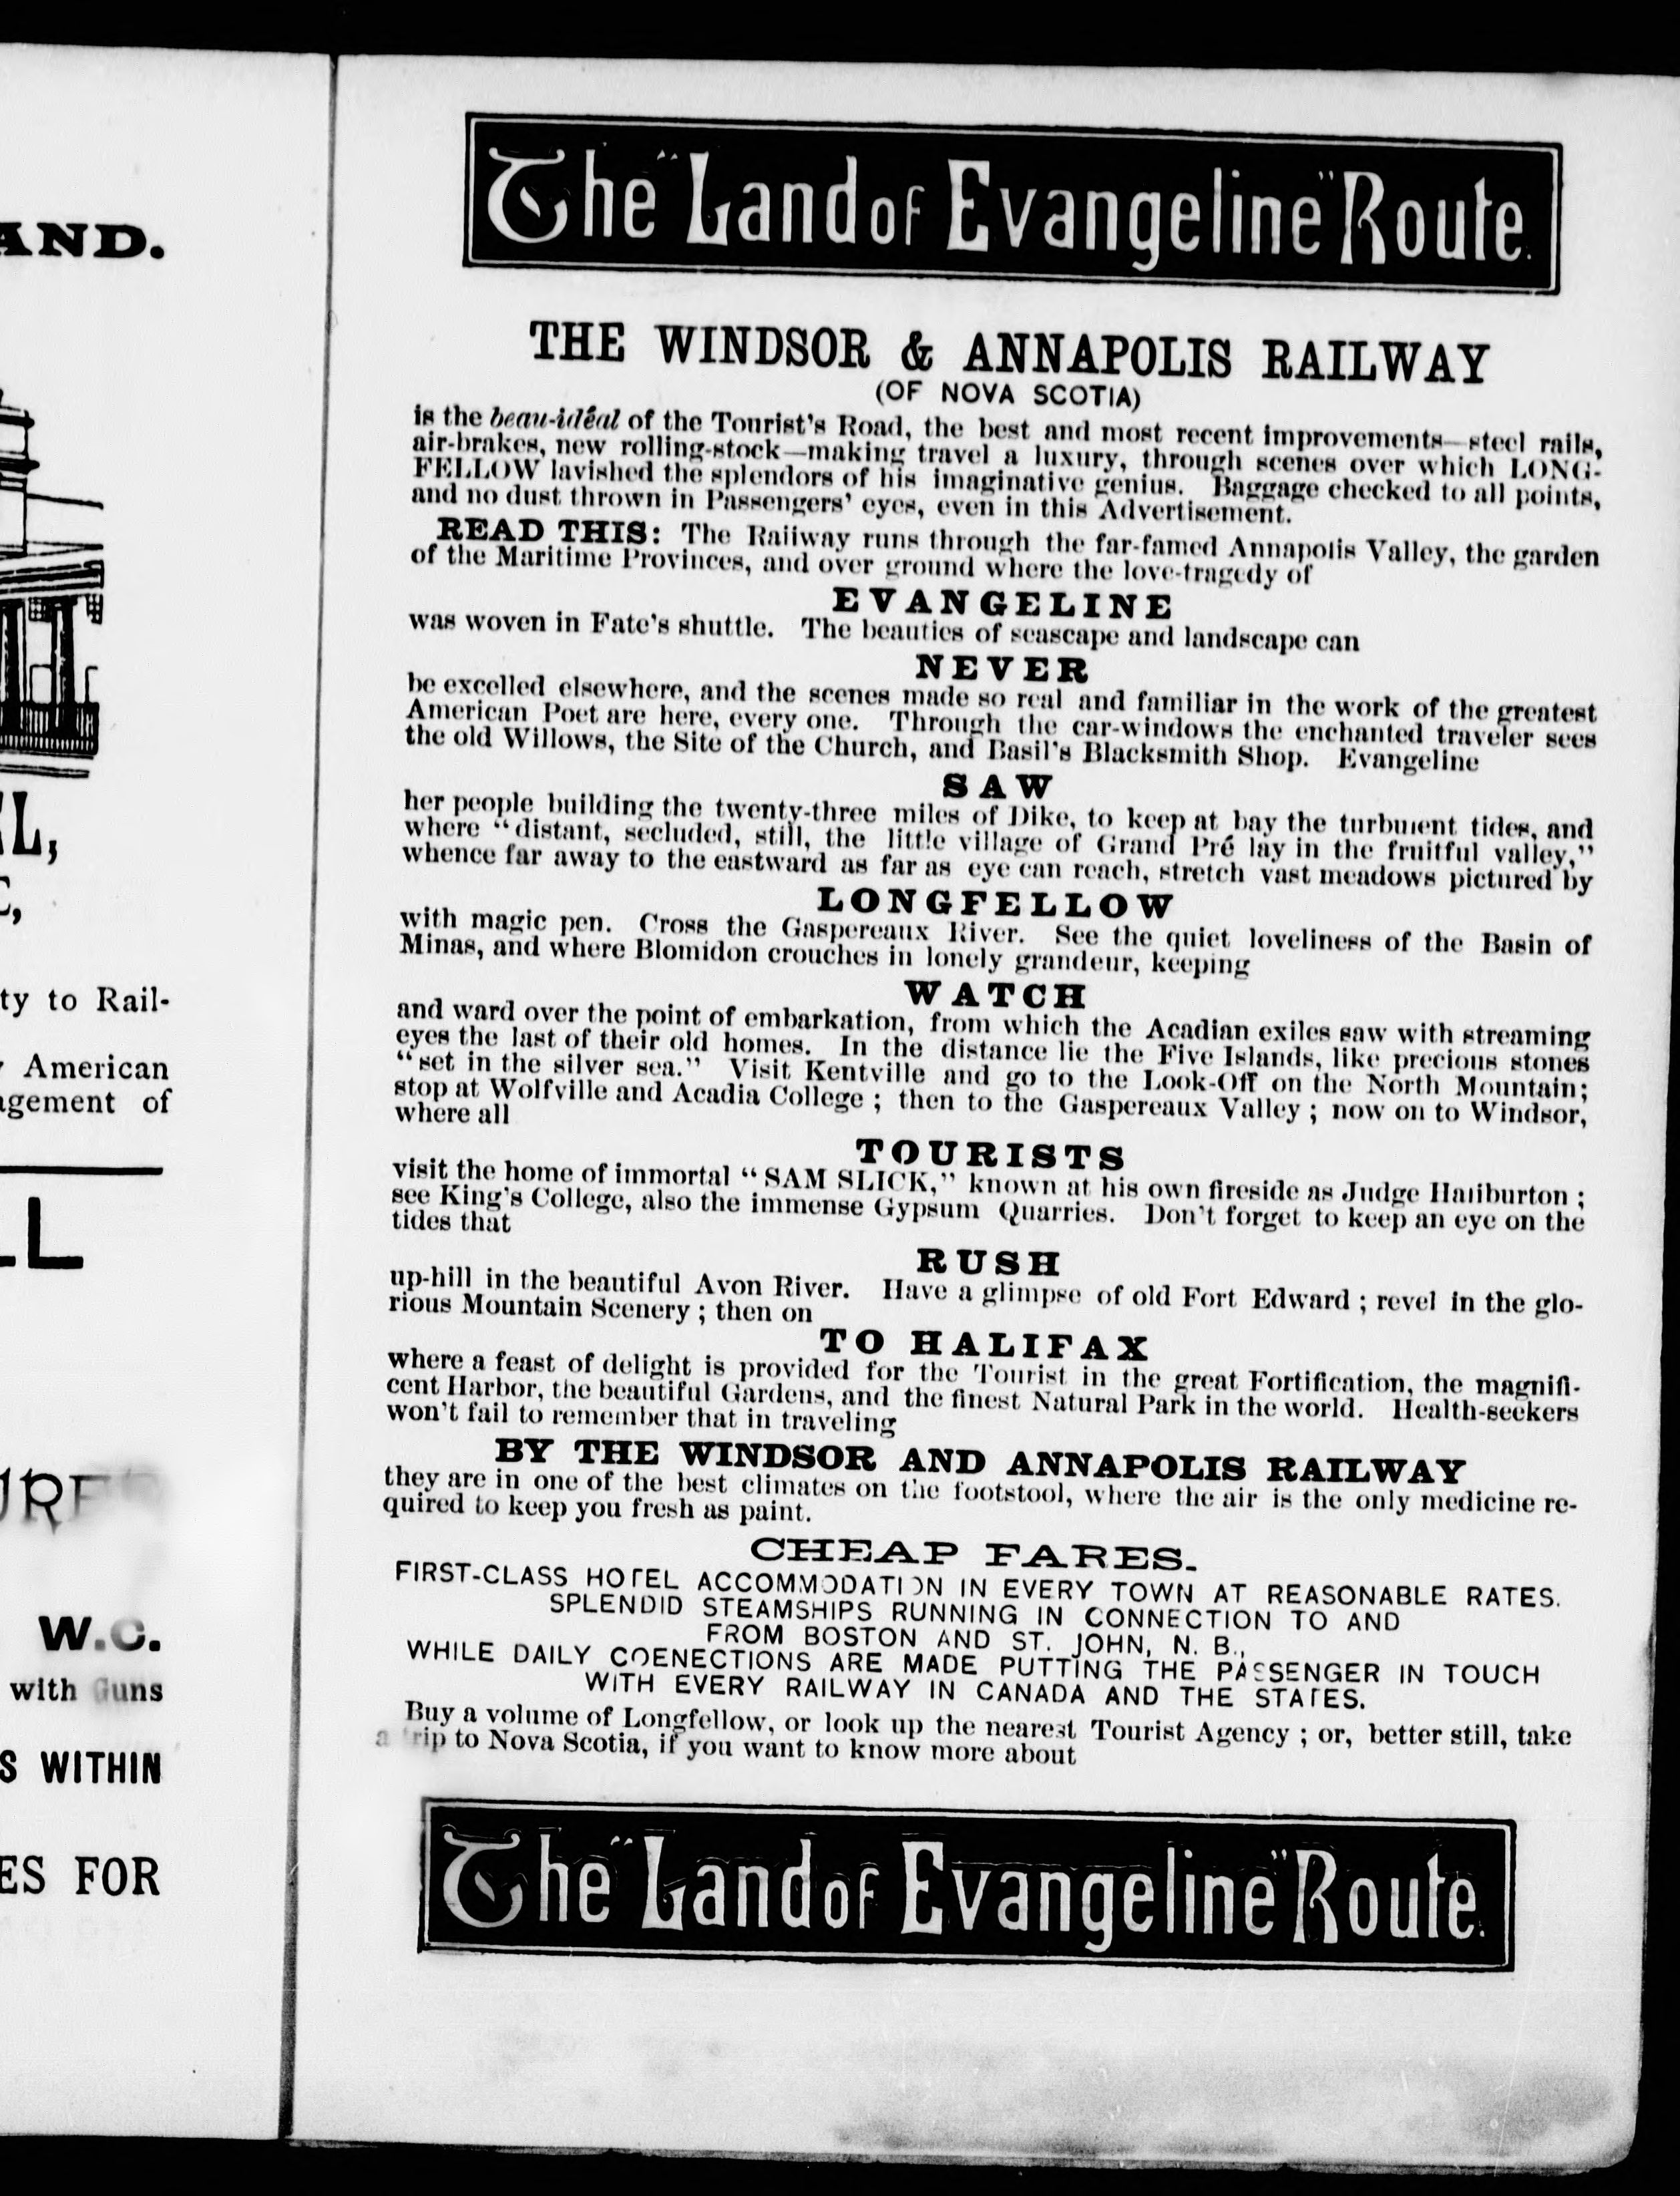 AND.
L,
ty to Rail-
American
agement of
LL
W.C.
with Guns
S WITHIN
ES FOR
The "Land of Evangeline" Route.
THE WINDSOR & ANNAPOLIS RAILWAY
(OF NOVA SCOTIA)
is the beau-idéal of the Tourist's Road, the best and most recent improvements—steel rails,
air-brakes, new rolling-stock—making travel a luxury, through scenes over which LONG-
FELLOW lavished the splendors of his imaginative genius. Baggage checked to all points,
and no dust thrown in Passengers' eyes, even in this Advertisement.
READ THIS: The Railway runs through the far-famed Annapolis Valley, the garden
of the Maritime Provinces, and over ground where the love-tragedy of
EVANGELINE
was woven in Fate's shuttle. The beauties of seascape and landscape can
NEVER
be excelled elsewhere, and the scenes made so real and familiar in the work of the greatest
American Poet are here, every one. Through the car-windows the enchanted traveler sees
the old Willows, the Site of the Church, and Basil's Blacksmith Shop. Evangeline
SAW
her people building the twenty-three miles of Dike, to keep at bay the turbulent tides, and
where "distant, secluded, still, the little village of Grand Pré lay in the fruitful valley,"
whence far away to the eastward as far as eye can reach, stretch vast meadows pictured by
LONGFELLOW
with magic pen. Cross the Gaspereaux River. See the quiet loveliness of the Basin of
Minas, and where Blomidon crouches in lonely grandeur, keeping
WATCH
and ward over the point of embarkation, from which the Acadian exiles saw with streaming
eyes the last of their old homes. In the distance lie the Five Islands, like precious stones
"set in the silver sea." Visit Kentville and go to the Look-Off on the North Mountain;
stop at Wolfville and Acadia College ; then to the Gaspereaux Valley ; now on to Windsor,
where all
TOURISTS
visit the home of immortal "SAM SLICK," known at his own fireside as Judge Haliburton ;
see King's College, also the immense Gypsum Quarries. Don't forget to keep an eye on the
tides that
RUSH
up-hill in the beautiful Avon River. Have a glimpse of old Fort Edward ; revel in the glo-
rious Mountain Scenery ; then on
TO HALIFAX
where a feast of delight is provided for the Tourist in the great Fortification, the magnifi-
cent Harbor, the beautiful Gardens, and the finest Natural Park in the world. Health-seekers
won't fail to remember that in traveling
BY THE WINDSOR AND ANNAPOLIS RAILWAY
they are in one of the best climates on the footstool, where the air is the only medicine re-
quired to keep you fresh as paint.
CHEAP FARES.
FIRST-CLASS HOTEL ACCOMMODATION IN EVERY TOWN AT REASONABLE RATES.
SPLENDID STEAMSHIPS RUNNING IN CONNECTION TO AND
FROM BOSTON AND ST. JOHN, N. B.,
WHILE DAILY COENECTIONS ARE MADE PUTTING THE PASSENGER IN TOUCH
WITH EVERY RAILWAY IN CANADA AND THE STATES.
Buy a volume of Longfellow, or look up the nearest Tourist Agency ; or, better still, take
a trip to Nova Scotia, if you want to know more about
The "Land of Evangeline" Route.